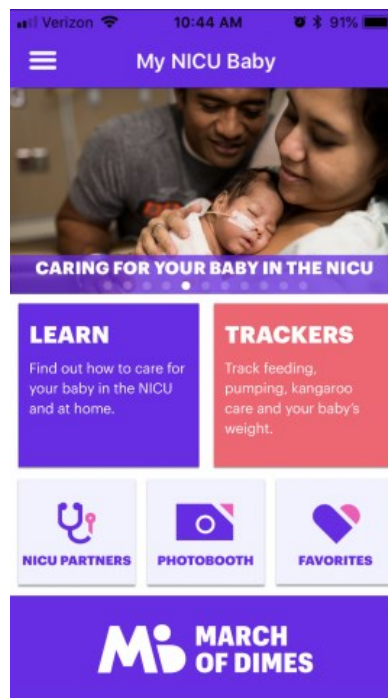 Verizon 10:44 AM 91%
My NICU Baby
CARING FOR YOUR BABY IN THE NICU
LEARN
Find out how to care for
your baby in the NICU
and at home.
TRACKERS
Track feeding,
pumping, kangaroo
care and your baby's
weight.
NICU PARTNERS
PHOTOBOOTH
FAVORITES
MARCH
OF DIMES